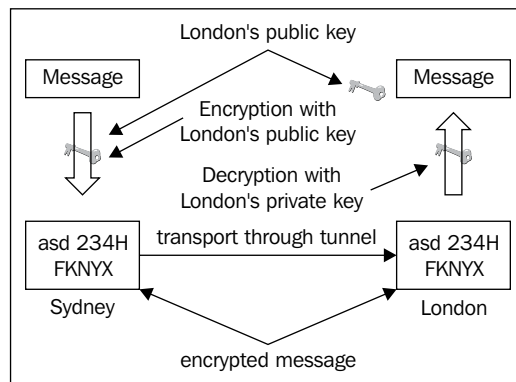 London's public key
Message
Message
Encryption with
London's public key
Decryption with
London's private key
asd 234H
FKNYX
transport through tunnel
asd 234H
FKNYX
Sydney
London
encrypted message